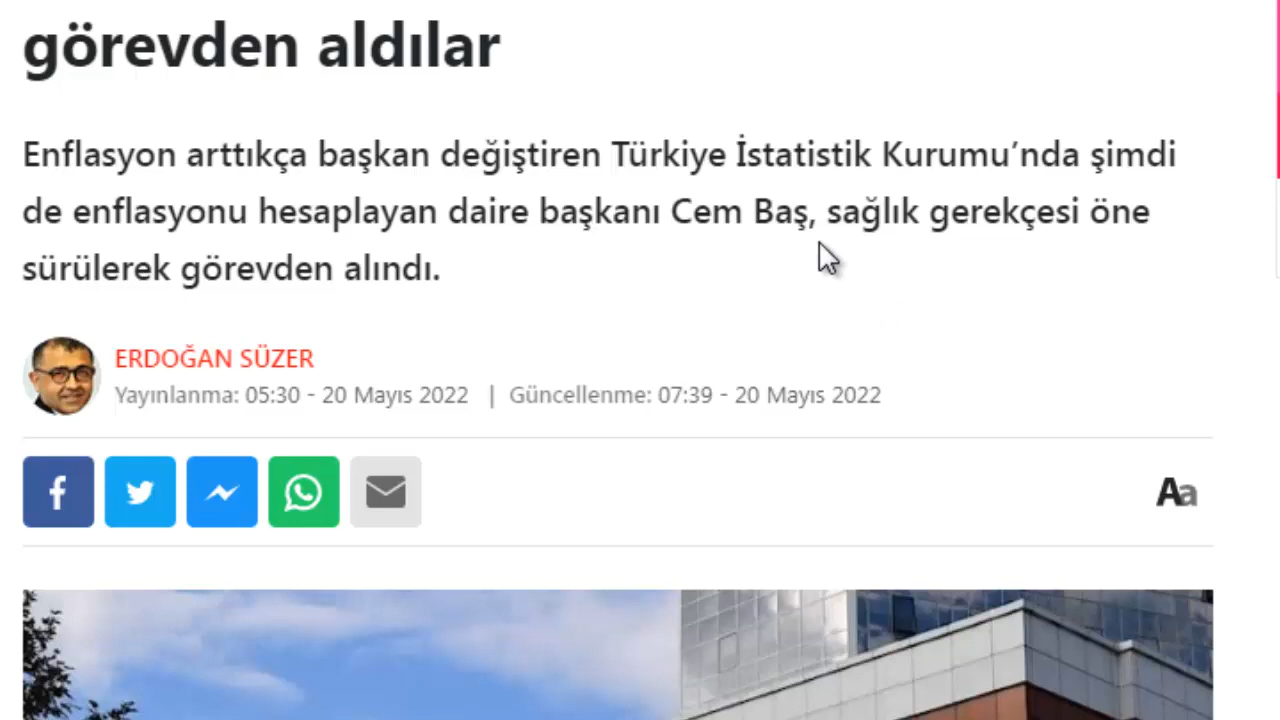 görevden aldılar
Enflasyon arttıkça başkan değiştiren Türkiye İstatistik Kurumu’nda şimdi
de enflasyonu hesaplayan daire başkanı Cem Baş, sağlık gerekçesi öne
sürülerek görevden alındı.
ERDOĞAN SÜZER
Yayınlanma: 05:30 - 20 Mayıs 2022 | Güncellenme: 07:39 - 20 Mayıs 2022
Aa